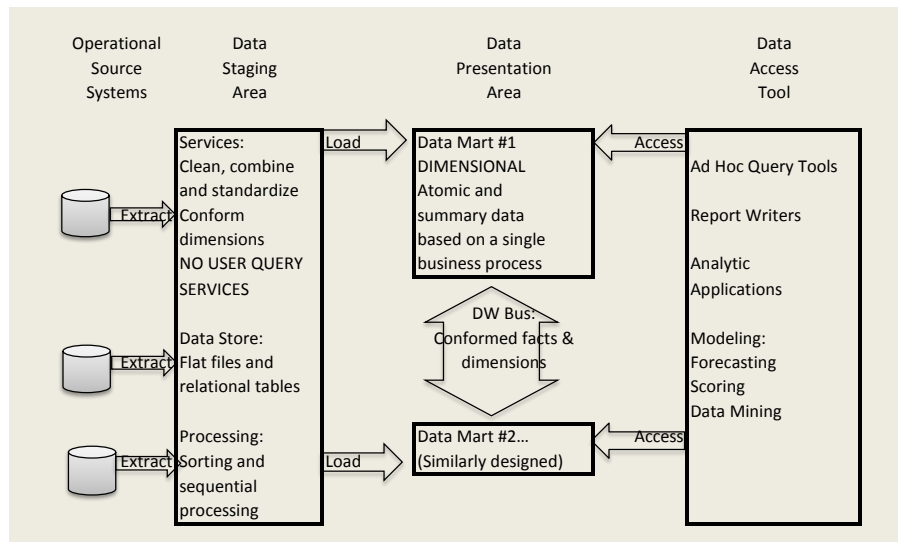 Operational
Source
Systems
Data
Staging
Area
Data
Presentation
Area
Data
Access
Tool
Extract
Extract
Extract
Services:
Clean, combine
and standardize
Conform
dimensions
NO USER QUERY
SERVICES
Data Store:
Flat files and
relational tables
Processing:
Sorting and
sequential
processing
Load
Load
Data Mart #1
DIMENSIONAL
Atomic and
summary data
based on a single
business process
DW Bus:
Conformed facts &
dimensions
Data Mart #2...
(Similarly designed)
Access
Access
Ad Hoc Query Tools
Report Writers
Analytic
Applications
Modeling:
Forecasting
Scoring
Data Mining